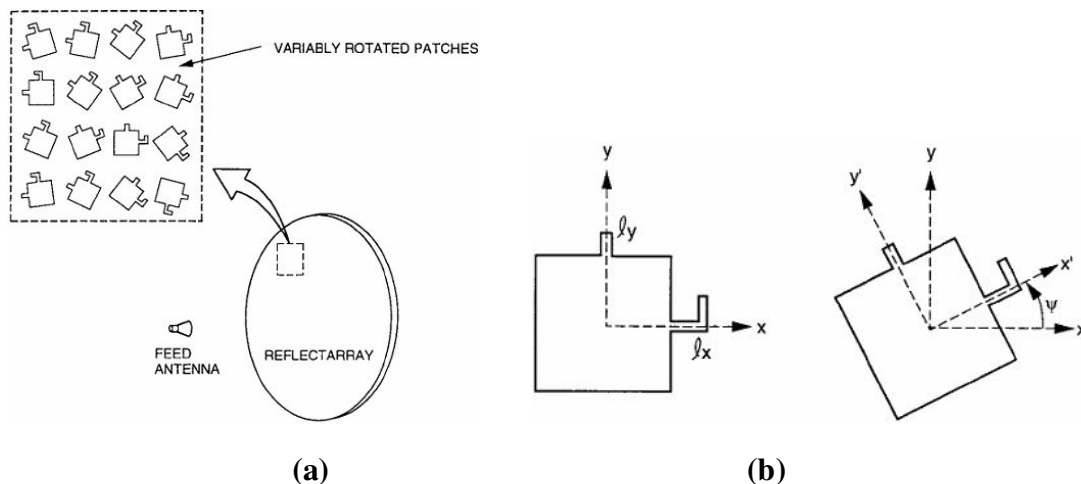 VARIABLY ROTATED PATCHES
FEED
ANTENNA
REFLECTARRAY
(a)
y
ℓy
x
ℓx
y
y'
x'
ψ
x
(b)